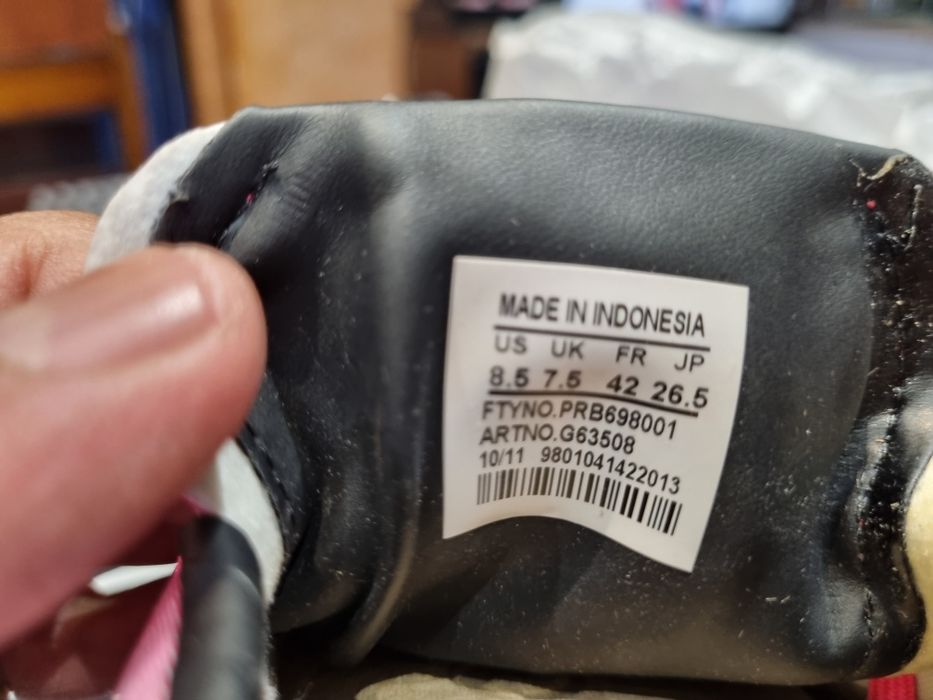 MADE IN INDONESIA
US UK FR JP
8.5 7.5 42 26.5
FTYNO.PRB698001
ARTNO.G63508
10/11 9801041422013